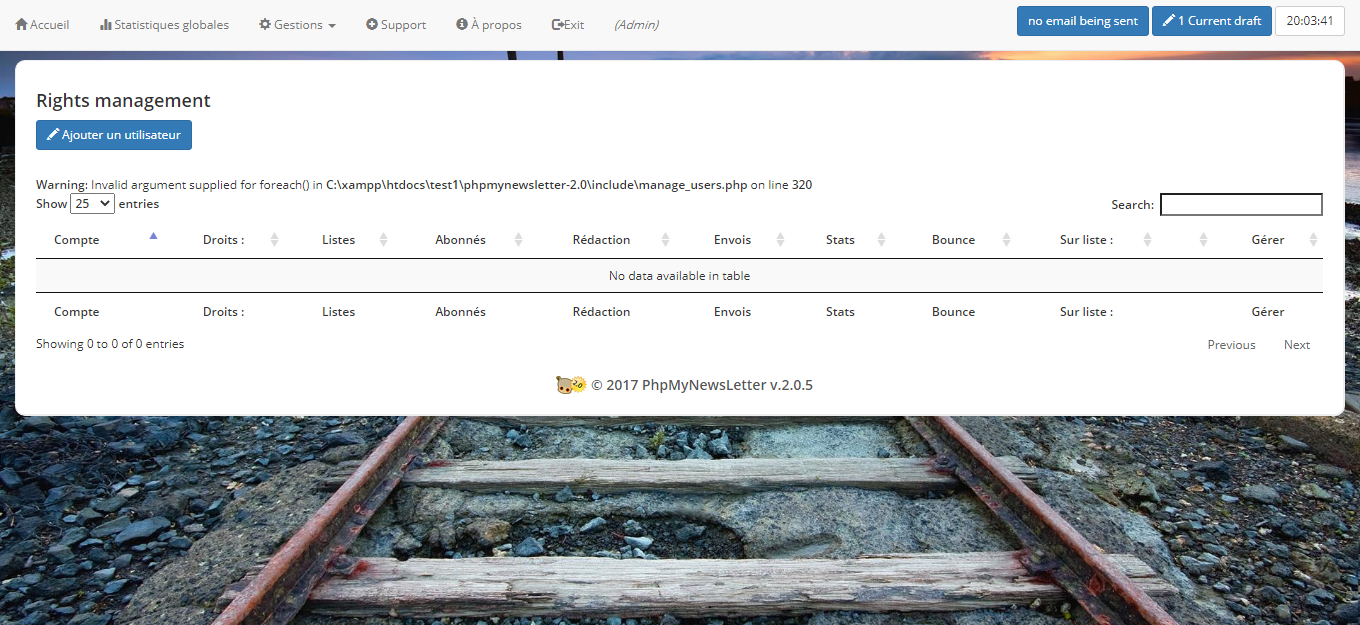 Accueil Statistiques globales Gestions Support À propos Exit (Admin) no email being sent 1 Current draft 20:03:41
Rights management
Ajouter un utilisateur
Warning: Invalid argument supplied for foreach() in C:\xampp\htdocs\test1\phpmynewsletter-2.0\include\manage_users.php on line 320
Show 25 entries Search:
Compte Droits : Listes Abonnés Rédaction Envois Stats Bounce Sur liste : Gérer
No data available in table
Compte Droits : Listes Abonnés Rédaction Envois Stats Bounce Sur liste : Gérer
Showing 0 to 0 of 0 entries Previous Next
2.0 © 2017 PhpMyNewsLetter v.2.0.5